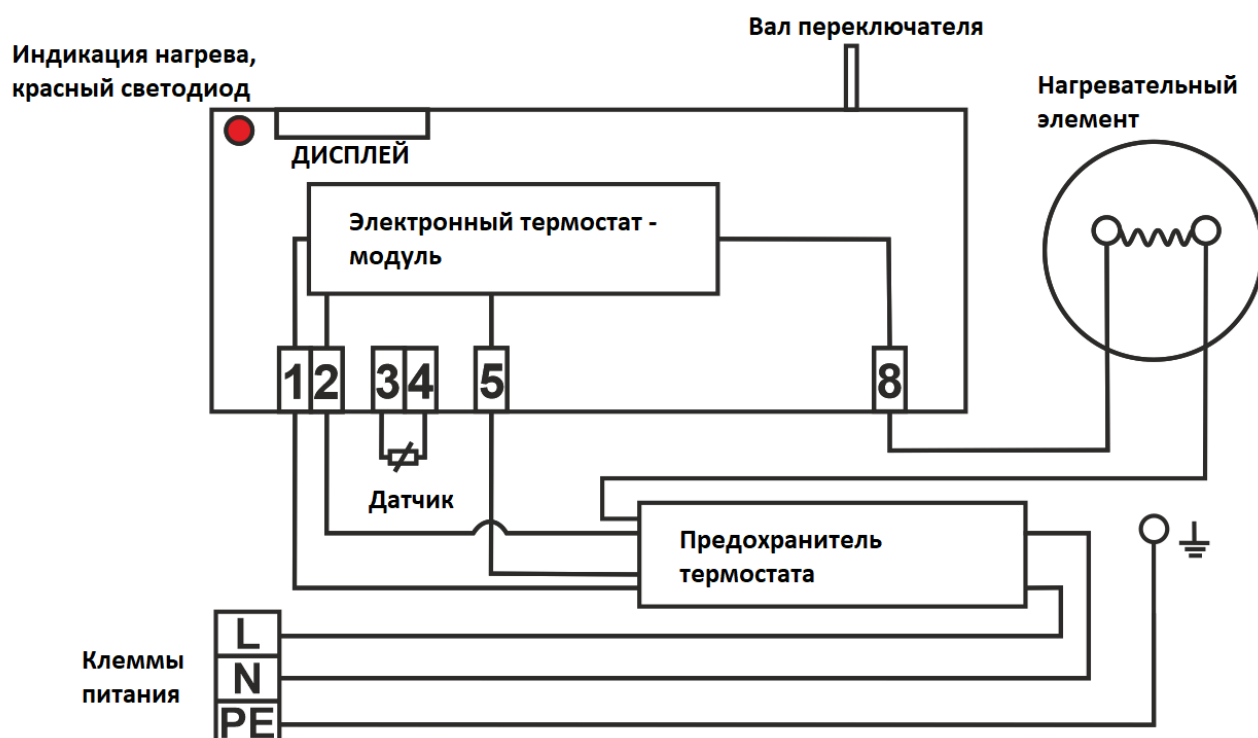 Вал переключателя
Индикация нагрева,
красный светодиод
Нагревательный
элемент
ДИСПЛЕЙ
Электронный термостат -
модуль
1 2 3 4 5 8
Датчик
Предохранитель
термостата
Клеммы
питания
L
N
PE